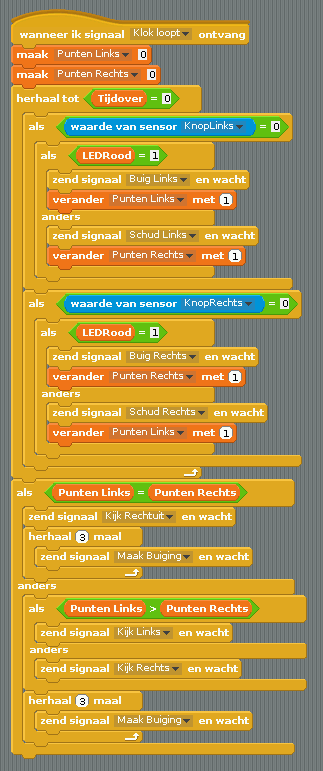 wanneer ik signaal Klok loopt ontvang
maak Punten Links 0
maak Punten Rechts 0
herhaal tot Tijdover = 0
als waarde van sensor KnopLinks = 0
als LEDRood = 1
zend signaal Buig Links en wacht
verander Punten Links met 1
anders
zend signaal Schud Links en wacht
verander Punten Rechts met 1
als waarde van sensor KnopRechts = 0
als LEDRood = 1
zend signaal Buig Rechts en wacht
verander Punten Rechts met 1
anders
zend signaal Schud Rechts en wacht
verander Punten Links met 1
als Punten Links = Punten Rechts
zend signaal Kijk Rechtuit en wacht
herhaal 3 maal
zend signaal Maak Buiging en wacht
anders
als Punten Links > Punten Rechts
zend signaal Kijk Links en wacht
anders
zend signaal Kijk Rechts en wacht
herhaal 3 maal
zend signaal Maak Buiging en wacht